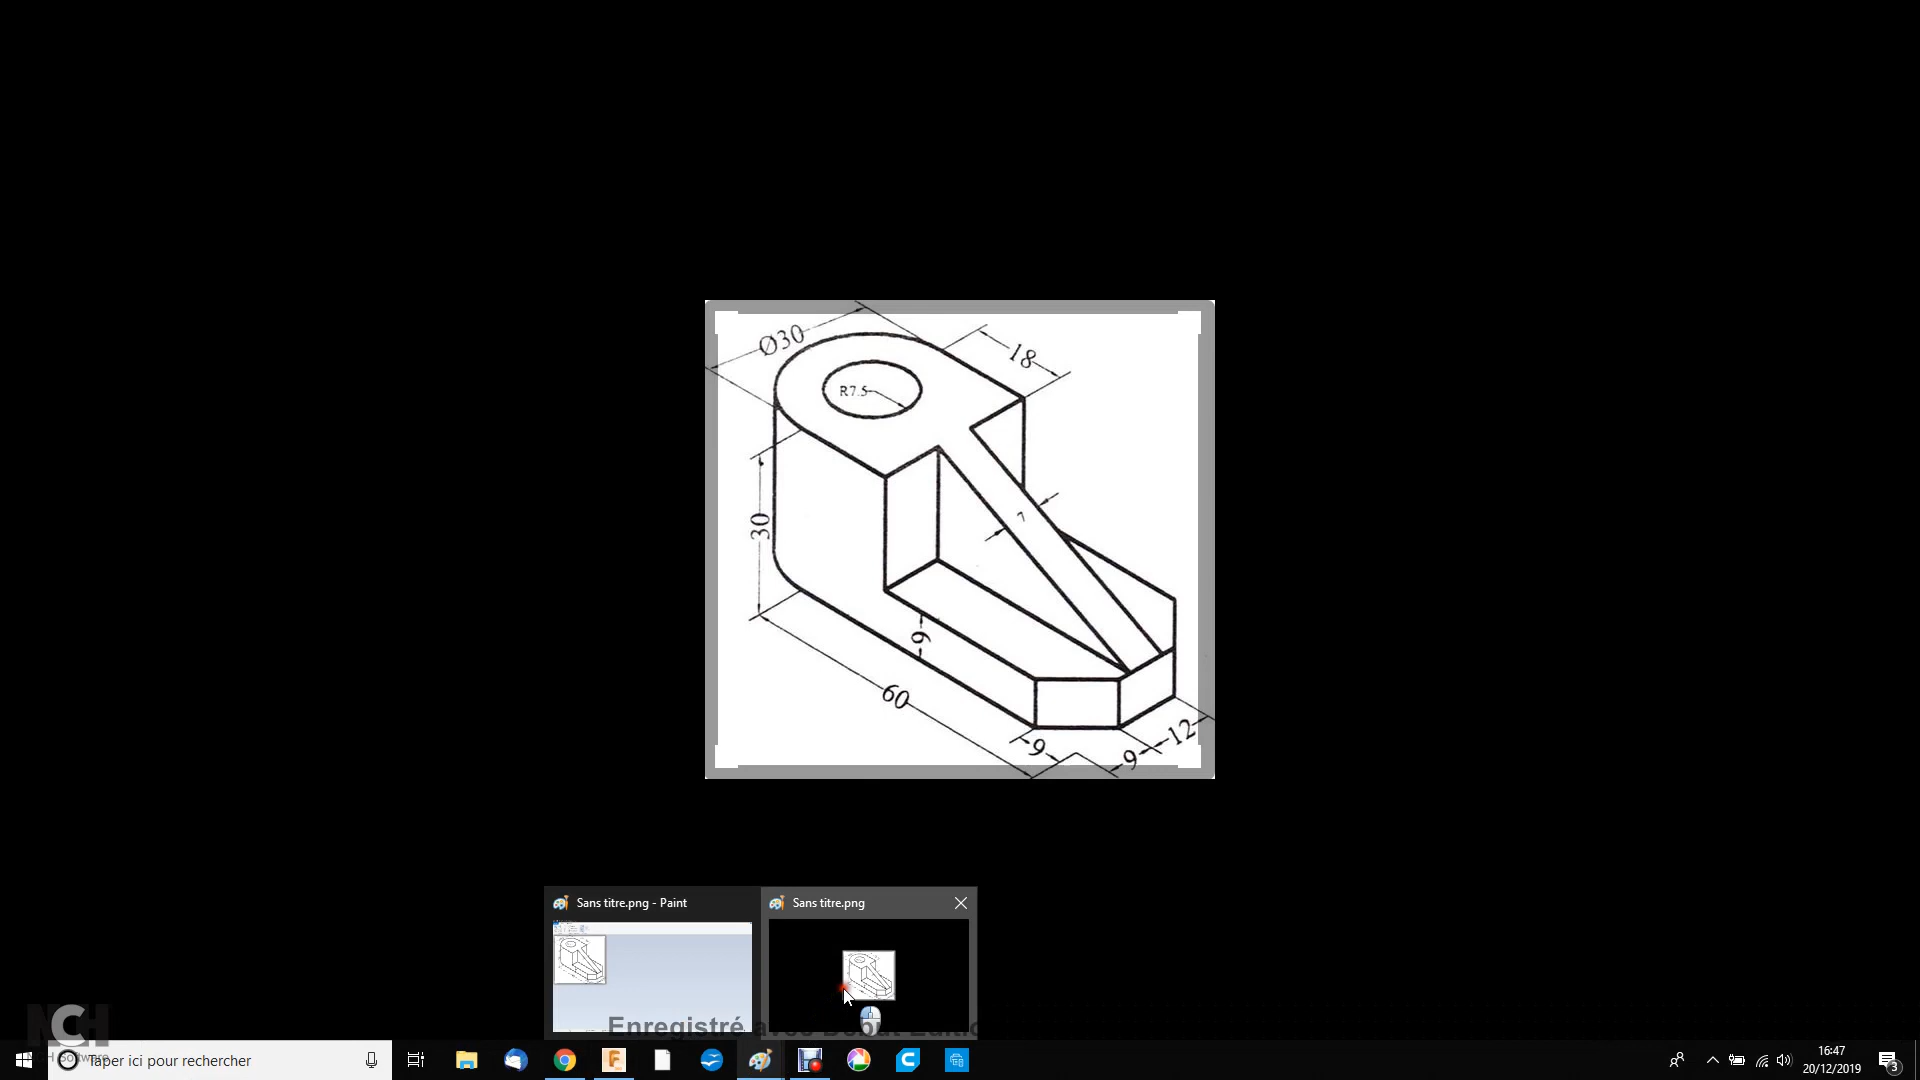 Ø30
18
R7.5
30
7
9
60
9
9
12
Sans titre.png - Paint
Sans titre.png
Enregistré
NCH
Taper ici pour rechercher
16:47
20/12/2019
3